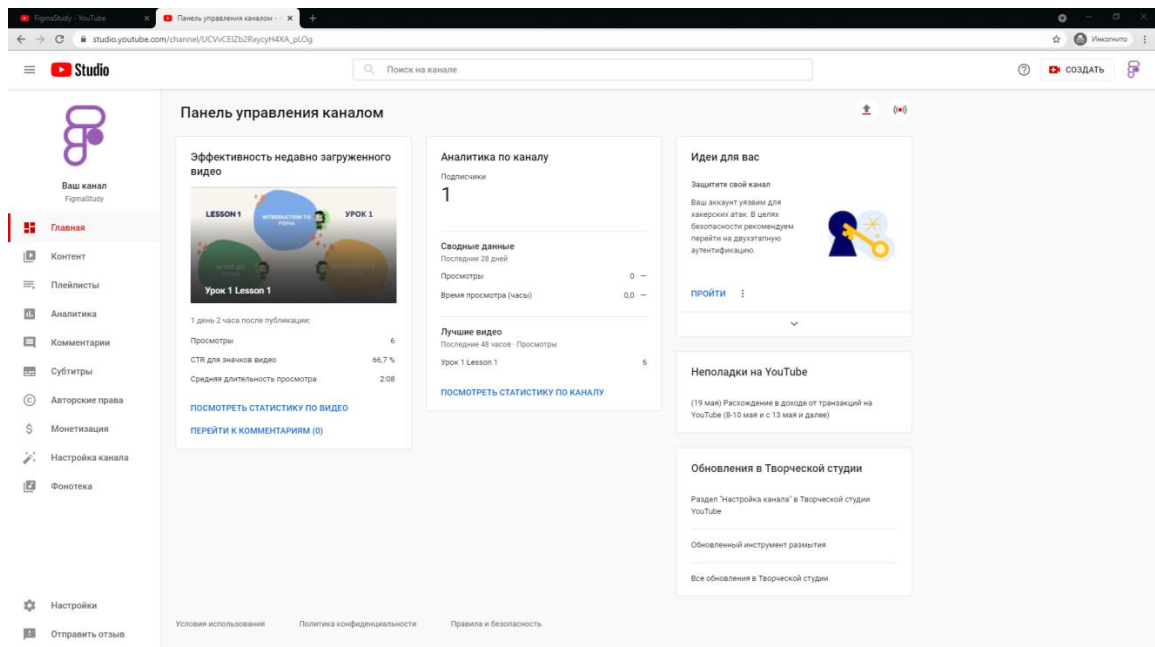 FigmaStudy - YouTube
Панель управления каналом -
studio.youtube.com/channel/UCVvCEIZb2RxycyH4XA_pLOg
Инкогнито
Studio
Поиск на канале
СОЗДАТЬ
Ваш канал
FigmaStudy
Главная
Контент
Плейлисты
Аналитика
Комментарии
Субтитры
Авторские права
Монетизация
Настройка канала
Фонотека
Настройки
Отправить отзыв
Панель управления каналом
Эффективность недавно загруженного
видео
LESSON 1
INTRODUCTION TO
FIGMA
УРОК 1
Урок 1 Lesson 1
1 день 2 часа после публикации:
Просмотры 6
CTR для значков видео 66,7 %
Средняя длительность просмотра 2:08
ПОСМОТРЕТЬ СТАТИСТИКУ ПО ВИДЕО
ПЕРЕЙТИ К КОММЕНТАРИЯМ (0)
Аналитика по каналу
Подписчики
1
Сводные данные
Последние 28 дней
Просмотры 0 —
Время просмотра (часы) 0,0 —
Лучшие видео
Последние 48 часов · Просмотры
Урок 1 Lesson 1 6
ПОСМОТРЕТЬ СТАТИСТИКУ ПО КАНАЛУ
Идеи для вас
Защитите свой канал
Ваш аккаунт уязвим для
хакерских атак. В целях
безопасности рекомендуем
перейти на двухэтапную
аутентификацию.
ПРОЙТИ
Неполадки на YouTube
(19 мая) Расхождение в доходе от транзакций на
YouTube (8-10 мая и с 13 мая и далее)
Обновления в Творческой студии
Раздел "Настройка канала" в Творческой студии
YouTube
Обновленный инструмент размытия
Все обновления в Творческой студии
Условия использования
Политика конфиденциальности
Правила и безопасность